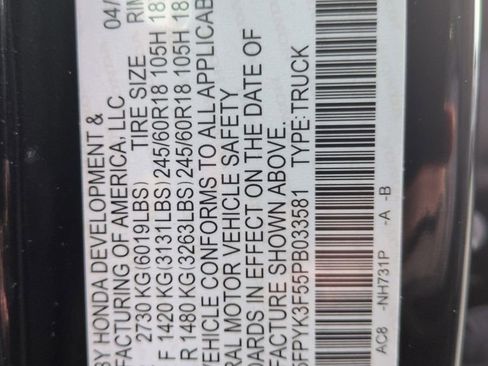 BY HONDA DEVELOPMENT & 04/
FACTURING OF AMERICA, LLC
2730 KG (6019LBS) TIRE SIZE RIM
F 1420 KG (3131LBS) 245/60R18 105H 18
R 1480 KG (3263LBS) 245/60R18 105H 18
VEHICLE CONFORMS TO ALL APPLICAB
RAL MOTOR VEHICLE SAFETY
DARDS IN EFFECT ON THE DATE OF
FACTURE SHOWN ABOVE.
5FPYK3F55PB033581 TYPE:TRUCK
AC8 -NH731P -A -B